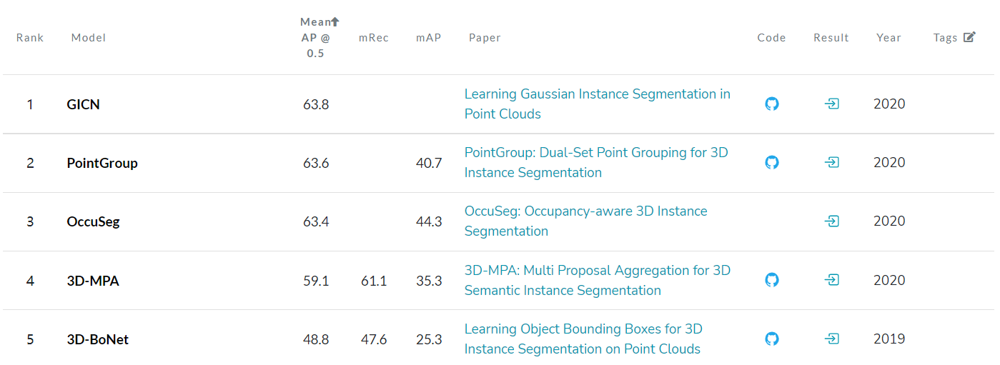 Rank Model Mean AP @ 0.5 mRec mAP Paper Code Result Year Tags
1 GICN 63.8 Learning Gaussian Instance Segmentation in
Point Clouds 2020
2 PointGroup 63.6 40.7 PointGroup: Dual-Set Point Grouping for 3D
Instance Segmentation 2020
3 OccuSeg 63.4 44.3 OccuSeg: Occupancy-aware 3D Instance
Segmentation 2020
4 3D-MPA 59.1 61.1 35.3 3D-MPA: Multi Proposal Aggregation for 3D
Semantic Instance Segmentation 2020
5 3D-BoNet 48.8 47.6 25.3 Learning Object Bounding Boxes for 3D
Instance Segmentation on Point Clouds 2019